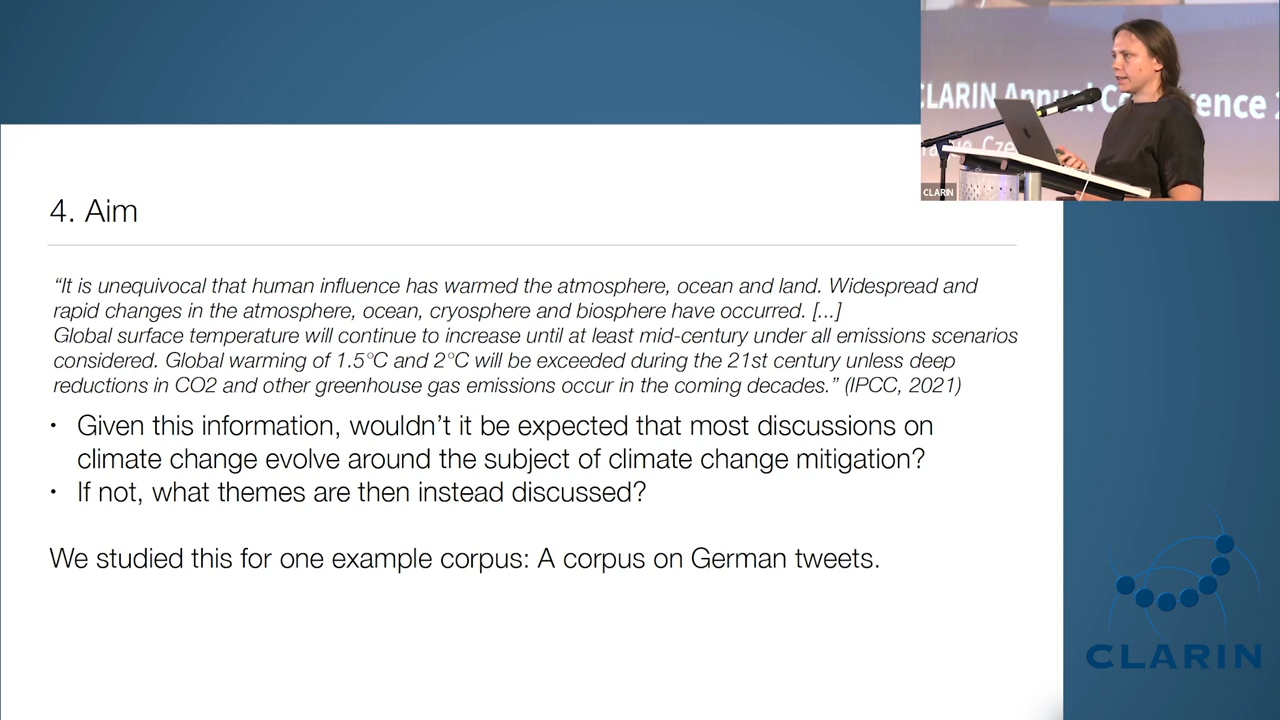 CLARIN Annual Conference 2
CLARIN
4. Aim
“It is unequivocal that human influence has warmed the atmosphere, ocean and land. Widespread and
rapid changes in the atmosphere, ocean, cryosphere and biosphere have occurred. [...]
Global surface temperature will continue to increase until at least mid-century under all emissions scenarios
considered. Global warming of 1.5°C and 2°C will be exceeded during the 21st century unless deep
reductions in CO2 and other greenhouse gas emissions occur in the coming decades.” (IPCC, 2021)
• Given this information, wouldn’t it be expected that most discussions on
climate change evolve around the subject of climate change mitigation?
• If not, what themes are then instead discussed?
We studied this for one example corpus: A corpus on German tweets.
CLARIN